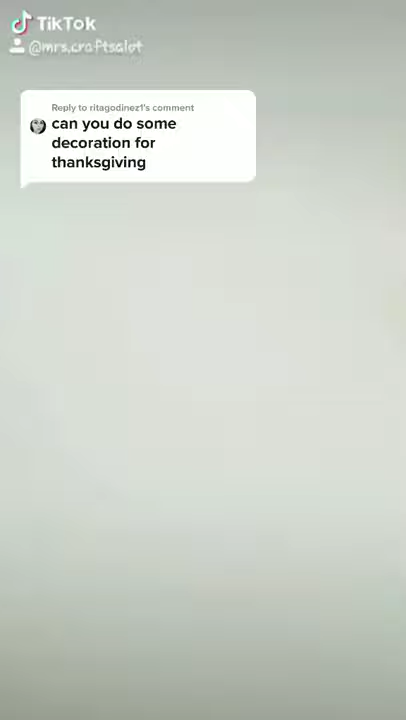 TikTok
@mrs.craftsalot
Reply to ritagodinez1's comment
can you do some
decoration for
thanksgiving